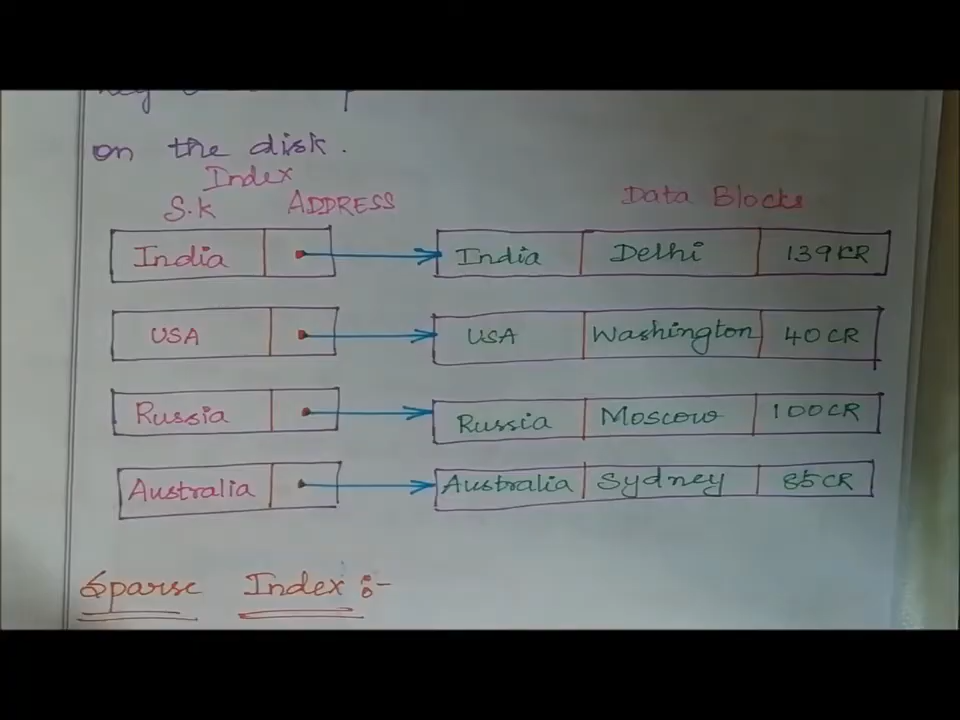 on the disk.
Index
S.K ADDRESS Data Blocks
India India Delhi 139CR
USA USA Washington 40CR
Russia Russia Moscow 100CR
Australia Australia Sydney 85CR
Sparse Index :-